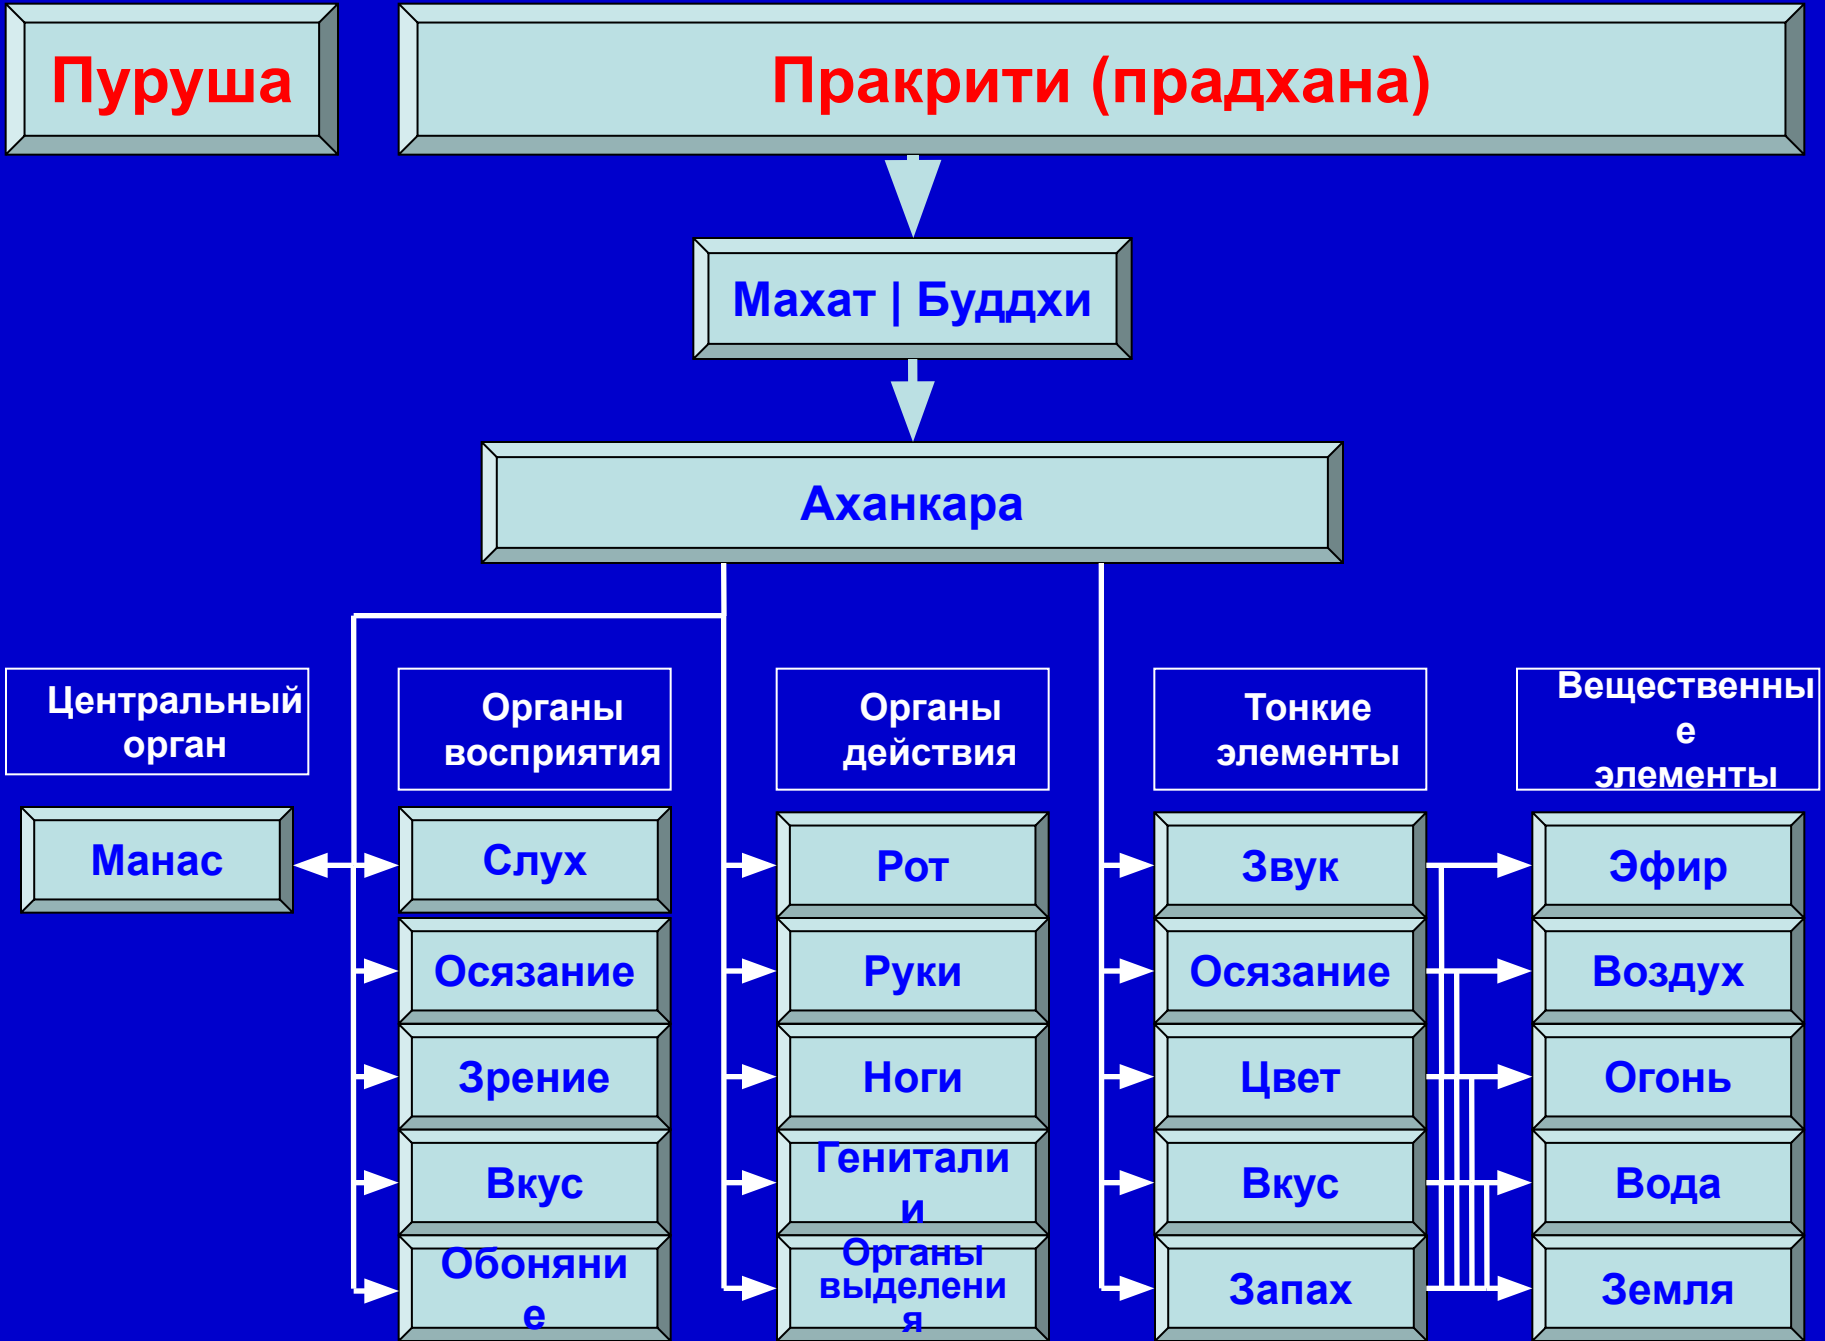 Пуруша
Пракрити (прадхана)
Махат | Буддхи
Аханкара
Центральный
орган
Органы
восприятия
Органы
действия
Тонкие
элементы
Вещественны
е
элементы
Манас
Слух
Рот
Звук
Эфир
Осязание
Руки
Осязание
Воздух
Зрение
Ноги
Цвет
Огонь
Вкус
Генитали
и
Вкус
Вода
Обоняни
е
Органы
выделени
я
Запах
Земля